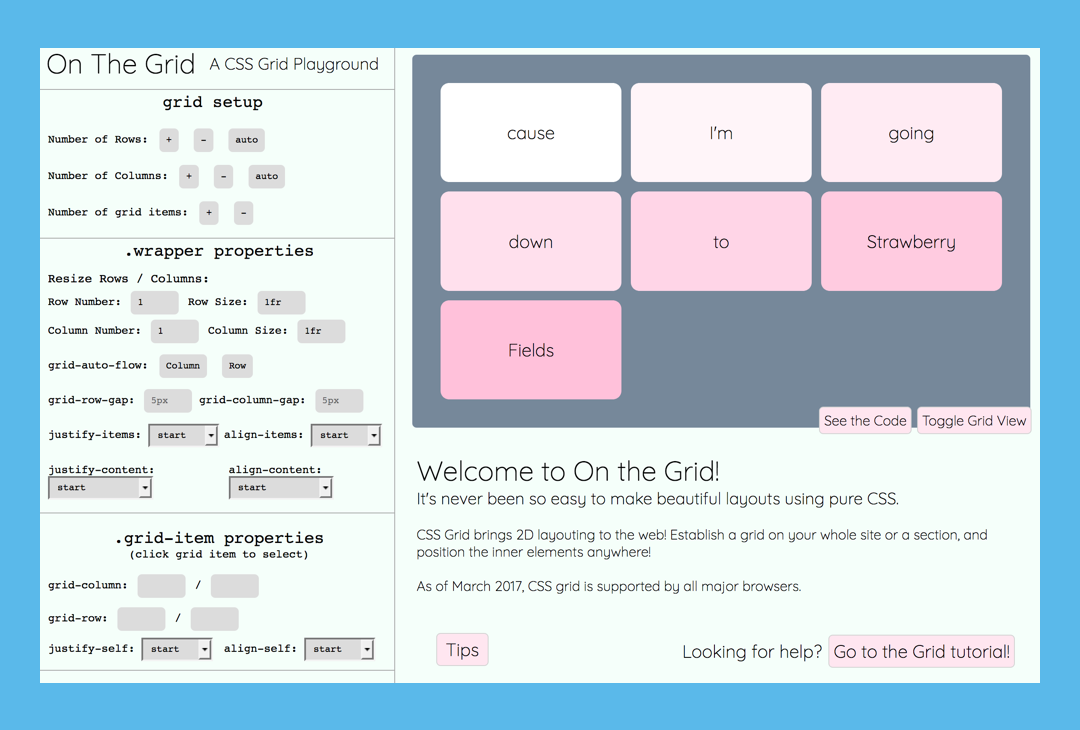 On The Grid A CSS Grid Playground
grid setup
Number of Rows: + - auto
Number of Columns: + - auto
Number of grid items: + -
.wrapper properties
Resize Rows / Columns:
Row Number: 1 Row Size: 1fr
Column Number: 1 Column Size: 1fr
grid-auto-flow: Column Row
grid-row-gap: 5px grid-column-gap: 5px
justify-items: start align-items: start
justify-content: align-content:
start start
.grid-item properties
(click grid item to select)
grid-column: /
grid-row: /
justify-self: start align-self: start
cause I'm going
down to Strawberry
Fields
See the Code Toggle Grid View
Welcome to On the Grid!
It's never been so easy to make beautiful layouts using pure CSS.
CSS Grid brings 2D layouting to the web! Establish a grid on your whole site or a section, and
position the inner elements anywhere!
As of March 2017, CSS grid is supported by all major browsers.
Tips Looking for help? Go to the Grid tutorial!